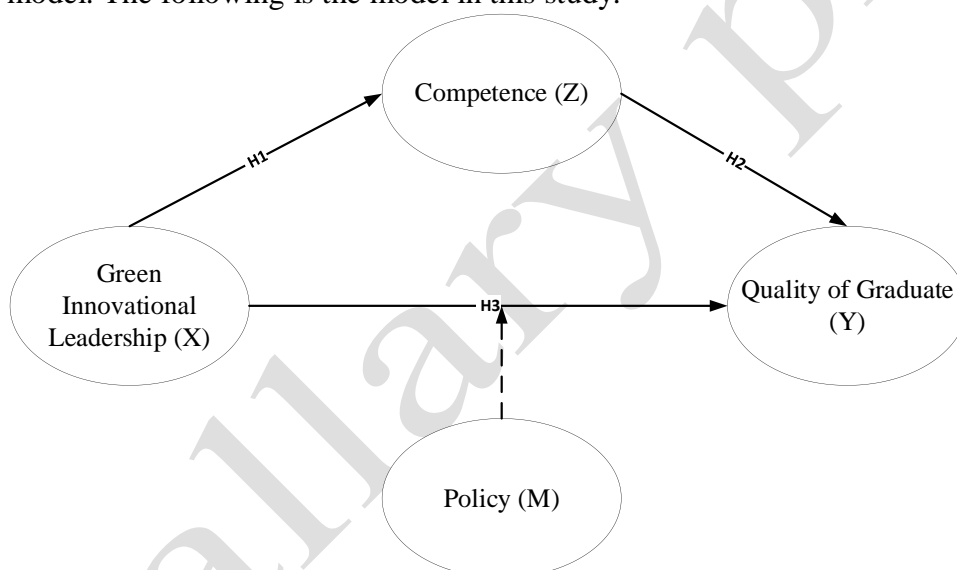 model. The following is the model in this study.
Competence (Z)
H1
H2
Green
Innovational
Leadership (X)
H3
Quality of Graduate
(Y)
Policy (M)